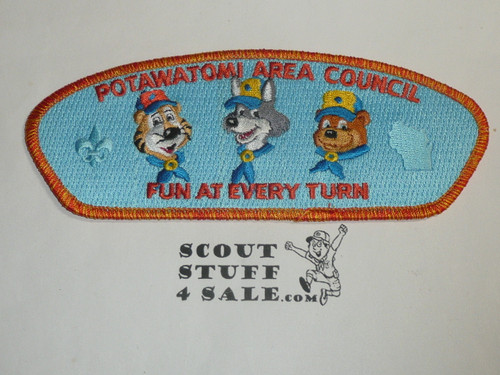 POTAWATOMI AREA COUNCIL
FUN AT EVERY TURN
SCOUT
STUFF
4 SALE.COM